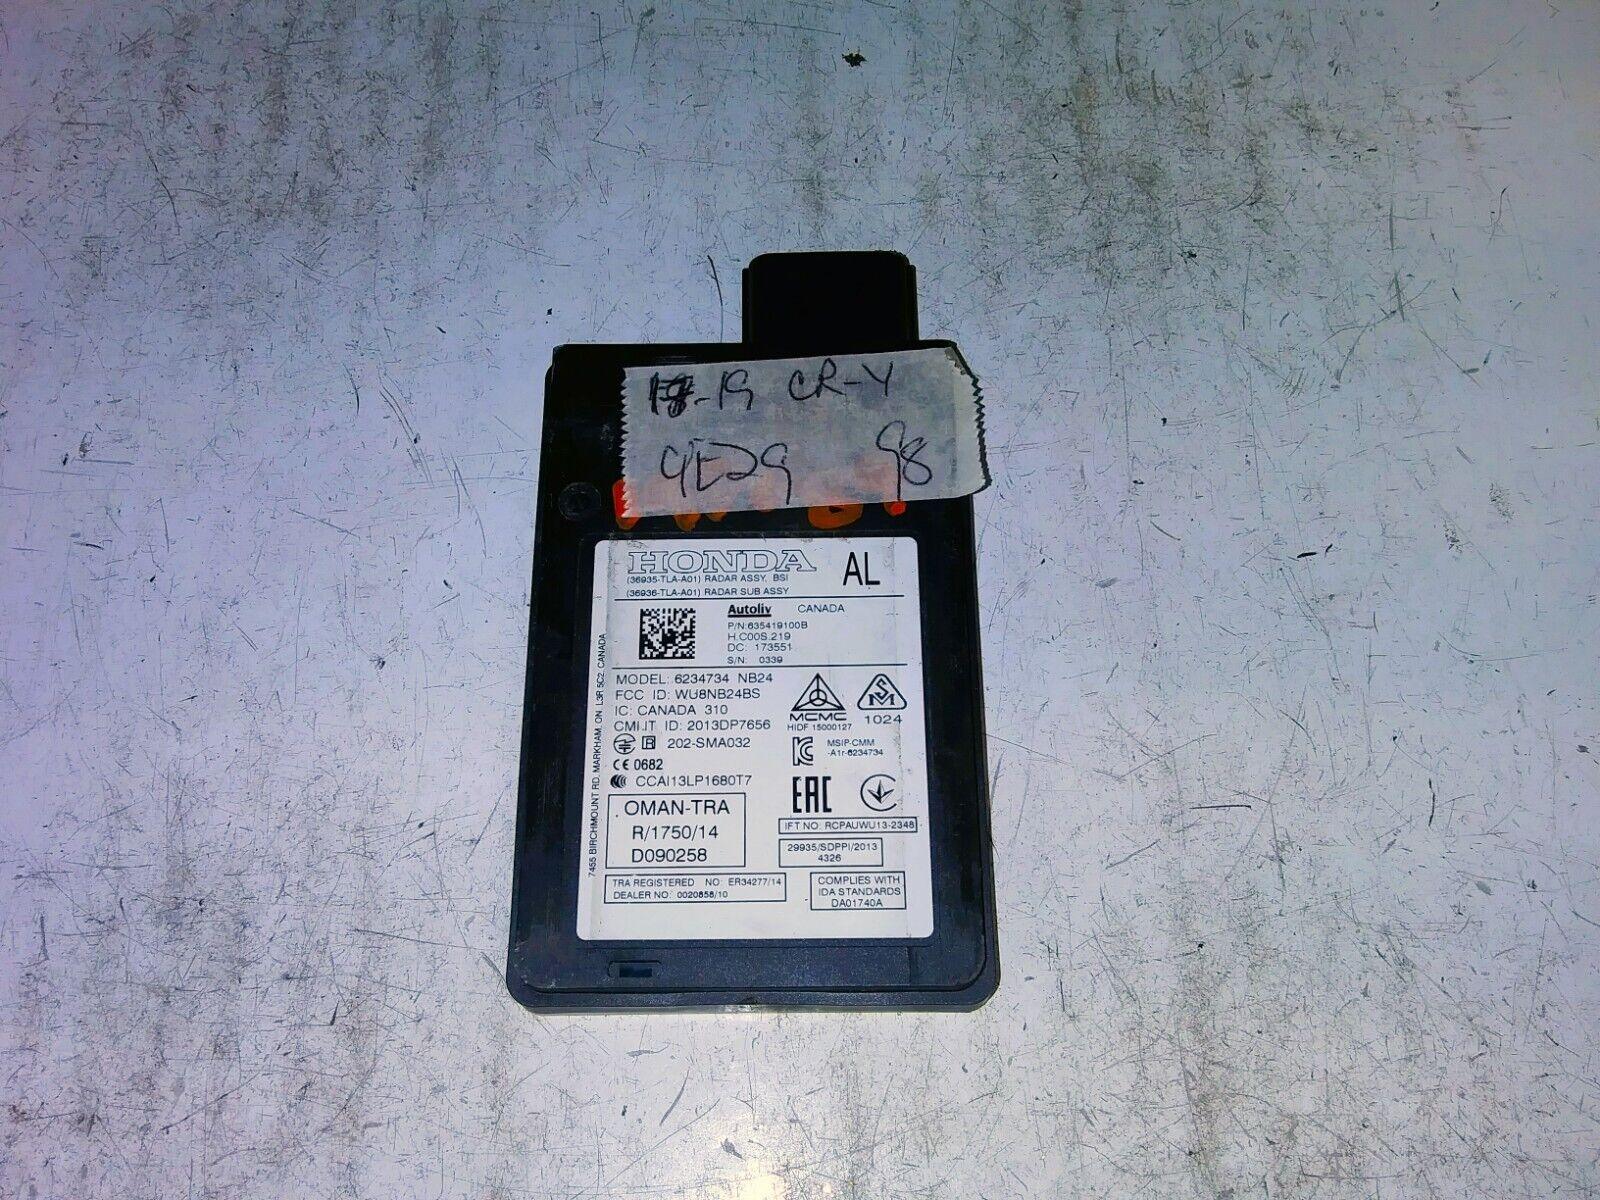 -19 CR-V
9E29 98
HONDA AL
(36935-TLA-A01) RADAR ASSY, BSI
(36936-TLA-A01) RADAR SUB ASSY
Autoliv CANADA
P/N:635419100B
H.C00S.219
DC: 173551
S/N: 0339
MODEL: 6234734 NB24
FCC ID: WU8NB24BS
IC: CANADA 310
CMIIT ID: 2013DP7656
R 202-SMA032
CE 0682
CCAI13LP1680T7
MCMC
HIDF 15000127
SM
1024
KC MSIP-CMM
-A1r-6234734
EAC
OMAN-TRA
R/1750/14
D090258
IFT NO: RCPAUWU13-2348
29935/SDPPI/2013
4326
TRA REGISTERED NO: ER34277/14
DEALER NO: 0020858/10
COMPLIES WITH
IDA STANDARDS
DA01740A
7455 BIRCHMOUNT RD. MARKHAM. ON. L3R 5C2. CANADA